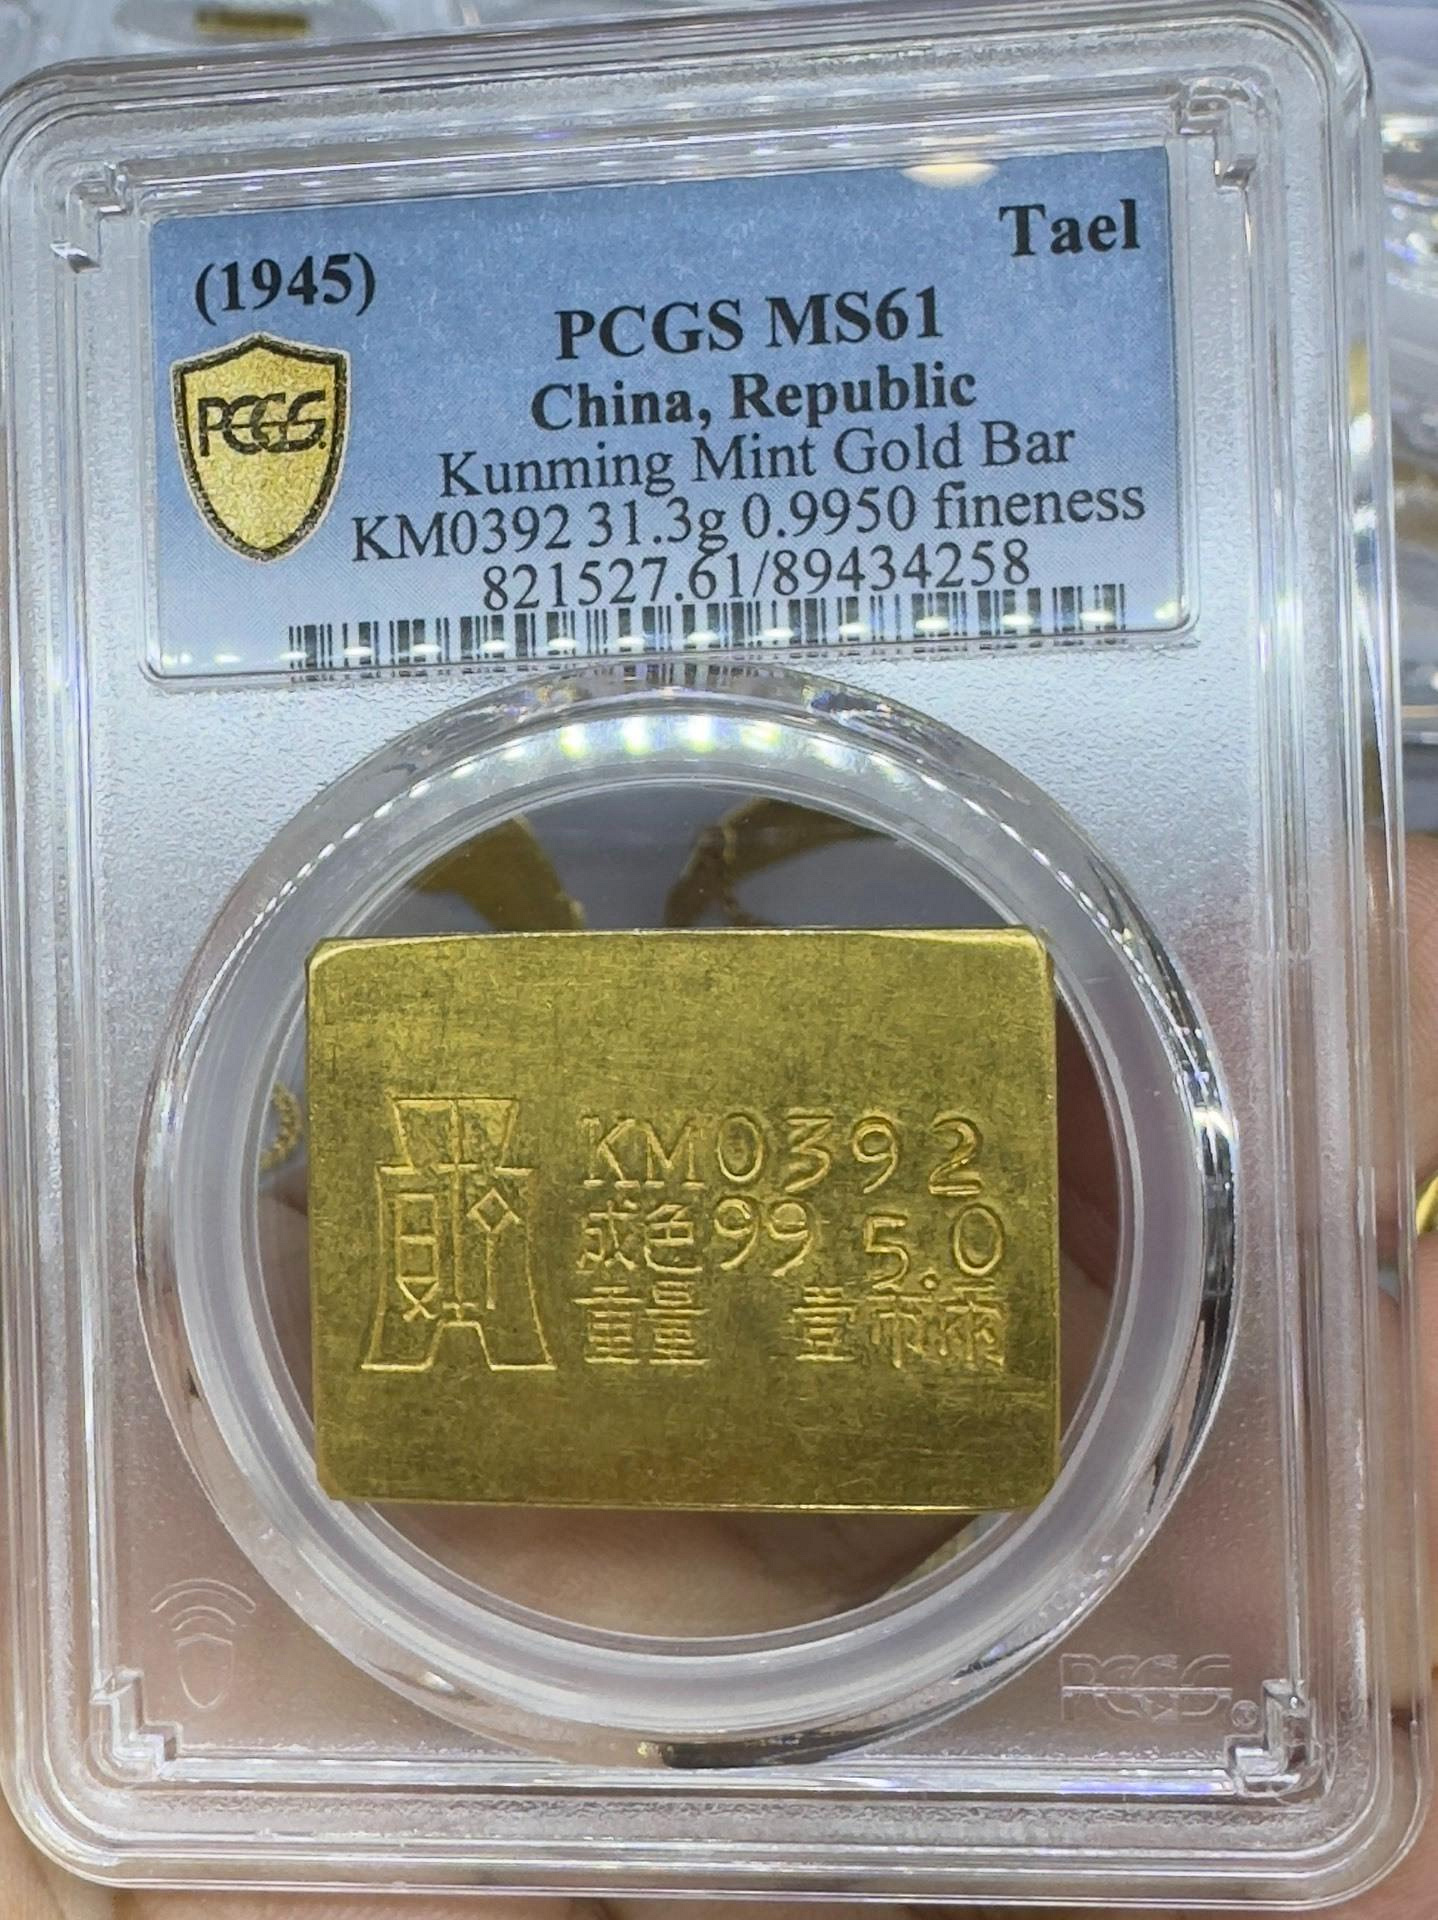 (1945)
Tael
PCGS MS61
PCGS
China, Republic
Kunming Mint Gold Bar
KM0392 31.3g 0.9950 fineness
821527.61/89434258
KM0392
成色995.0
重量 壹市兩
PCGS